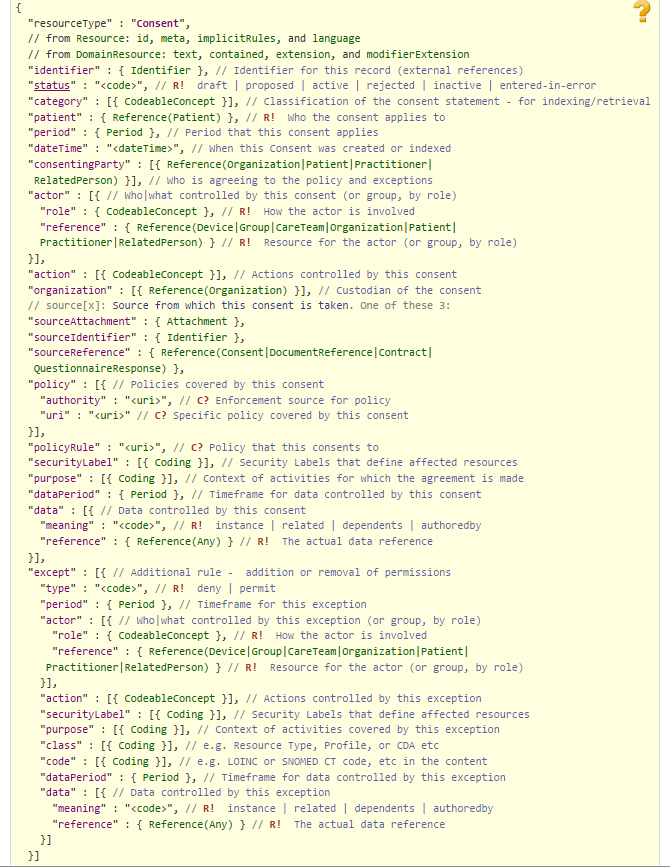 {
?
"resourceType" : "Consent",
// from Resource: id, meta, implicitRules, and language
// from DomainResource: text, contained, extension, and modifierExtension
"identifier" : { Identifier }, // Identifier for this record (external references)
"status" : "<code>", // R!  draft | proposed | active | rejected | inactive | entered-in-error
"category" : [{ CodeableConcept }], // Classification of the consent statement - for indexing/retrieval
"patient" : { Reference(Patient) }, // R!  Who the consent applies to
"period" : { Period }, // Period that this consent applies
"dateTime" : "<dateTime>", // When this Consent was created or indexed
"consentingParty" : [{ Reference(Organization|Patient|Practitioner|
RelatedPerson) }], // Who is agreeing to the policy and exceptions
"actor" : [{ // Who|what controlled by this consent (or group, by role)
"role" : { CodeableConcept }, // R!  How the actor is involved
"reference" : { Reference(Device|Group|CareTeam|Organization|Patient|
Practitioner|RelatedPerson) } // R!  Resource for the actor (or group, by role)
}],
"action" : [{ CodeableConcept }], // Actions controlled by this consent
"organization" : [{ Reference(Organization) }], // Custodian of the consent
// source[x]: Source from which this consent is taken. One of these 3:
"sourceAttachment" : { Attachment },
"sourceIdentifier" : { Identifier },
"sourceReference" : { Reference(Consent|DocumentReference|Contract|
QuestionnaireResponse) },
"policy" : [{ // Policies covered by this consent
"authority" : "<uri>", // C? Enforcement source for policy
"uri" : "<uri>" // C? Specific policy covered by this consent
}],
"policyRule" : "<uri>", // C? Policy that this consents to
"securityLabel" : [{ Coding }], // Security Labels that define affected resources
"purpose" : [{ Coding }], // Context of activities for which the agreement is made
"dataPeriod" : { Period }, // Timeframe for data controlled by this consent
"data" : [{ // Data controlled by this consent
"meaning" : "<code>", // R!  instance | related | dependents | authoredby
"reference" : { Reference(Any) } // R!  The actual data reference
}],
"except" : [{ // Additional rule -  addition or removal of permissions
"type" : "<code>", // R!  deny | permit
"period" : { Period }, // Timeframe for this exception
"actor" : [{ // Who|what controlled by this exception (or group, by role)
"role" : { CodeableConcept }, // R!  How the actor is involved
"reference" : { Reference(Device|Group|CareTeam|Organization|Patient|
Practitioner|RelatedPerson) } // R!  Resource for the actor (or group, by role)
}],
"action" : [{ CodeableConcept }], // Actions controlled by this exception
"securityLabel" : [{ Coding }], // Security Labels that define affected resources
"purpose" : [{ Coding }], // Context of activities covered by this exception
"class" : [{ Coding }], // e.g. Resource Type, Profile, or CDA etc
"code" : [{ Coding }], // e.g. LOINC or SNOMED CT code, etc in the content
"dataPeriod" : { Period }, // Timeframe for data controlled by this exception
"data" : [{ // Data controlled by this exception
"meaning" : "<code>", // R!  instance | related | dependents | authoredby
"reference" : { Reference(Any) } // R!  The actual data reference
}]
}]